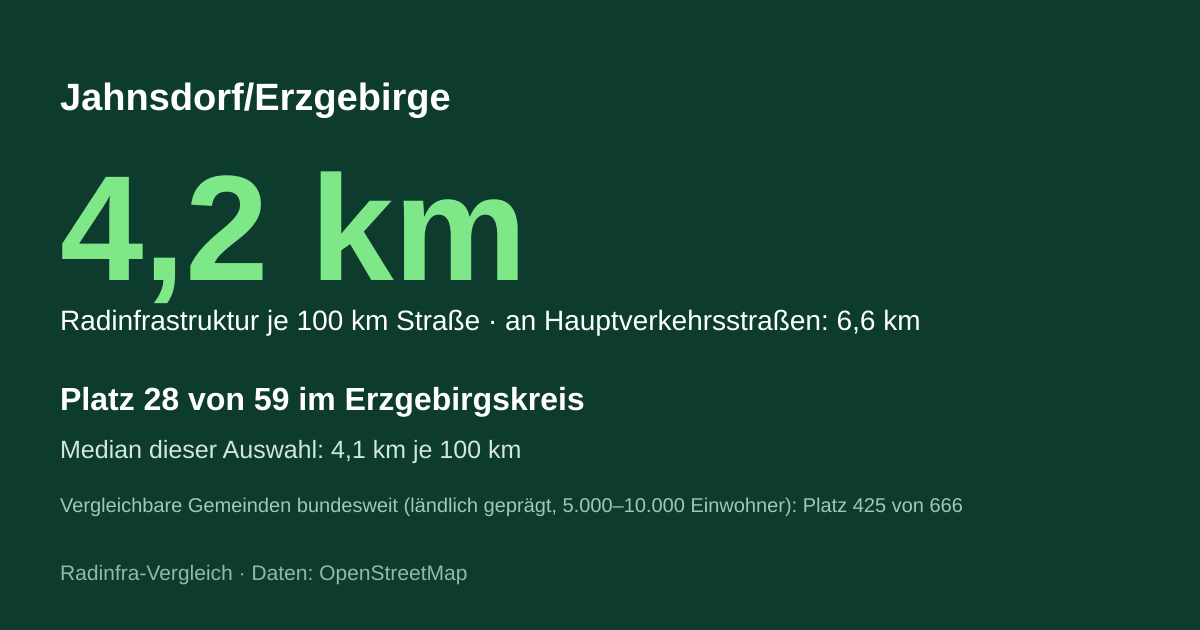 Jahnsdorf/Erzgebirge
4,2 km
Radinfrastruktur je 100 km Straße · an Hauptverkehrsstraßen: 6,6 km
Platz 28 von 59 im Erzgebirgskreis
Median dieser Auswahl: 4,1 km je 100 km
Vergleichbare Gemeinden bundesweit (ländlich geprägt, 5.000–10.000 Einwohner): Platz 425 von 666
Radinfra-Vergleich · Daten: OpenStreetMap